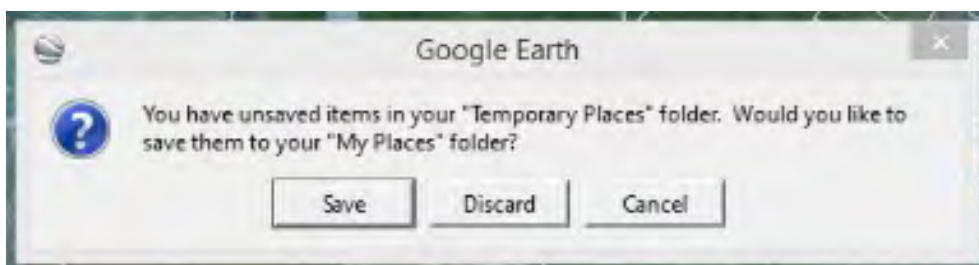 Google Earth
You have unsaved items in your "Temporary Places" folder. Would you like to
save them to your "My Places" folder?
Save Discard Cancel